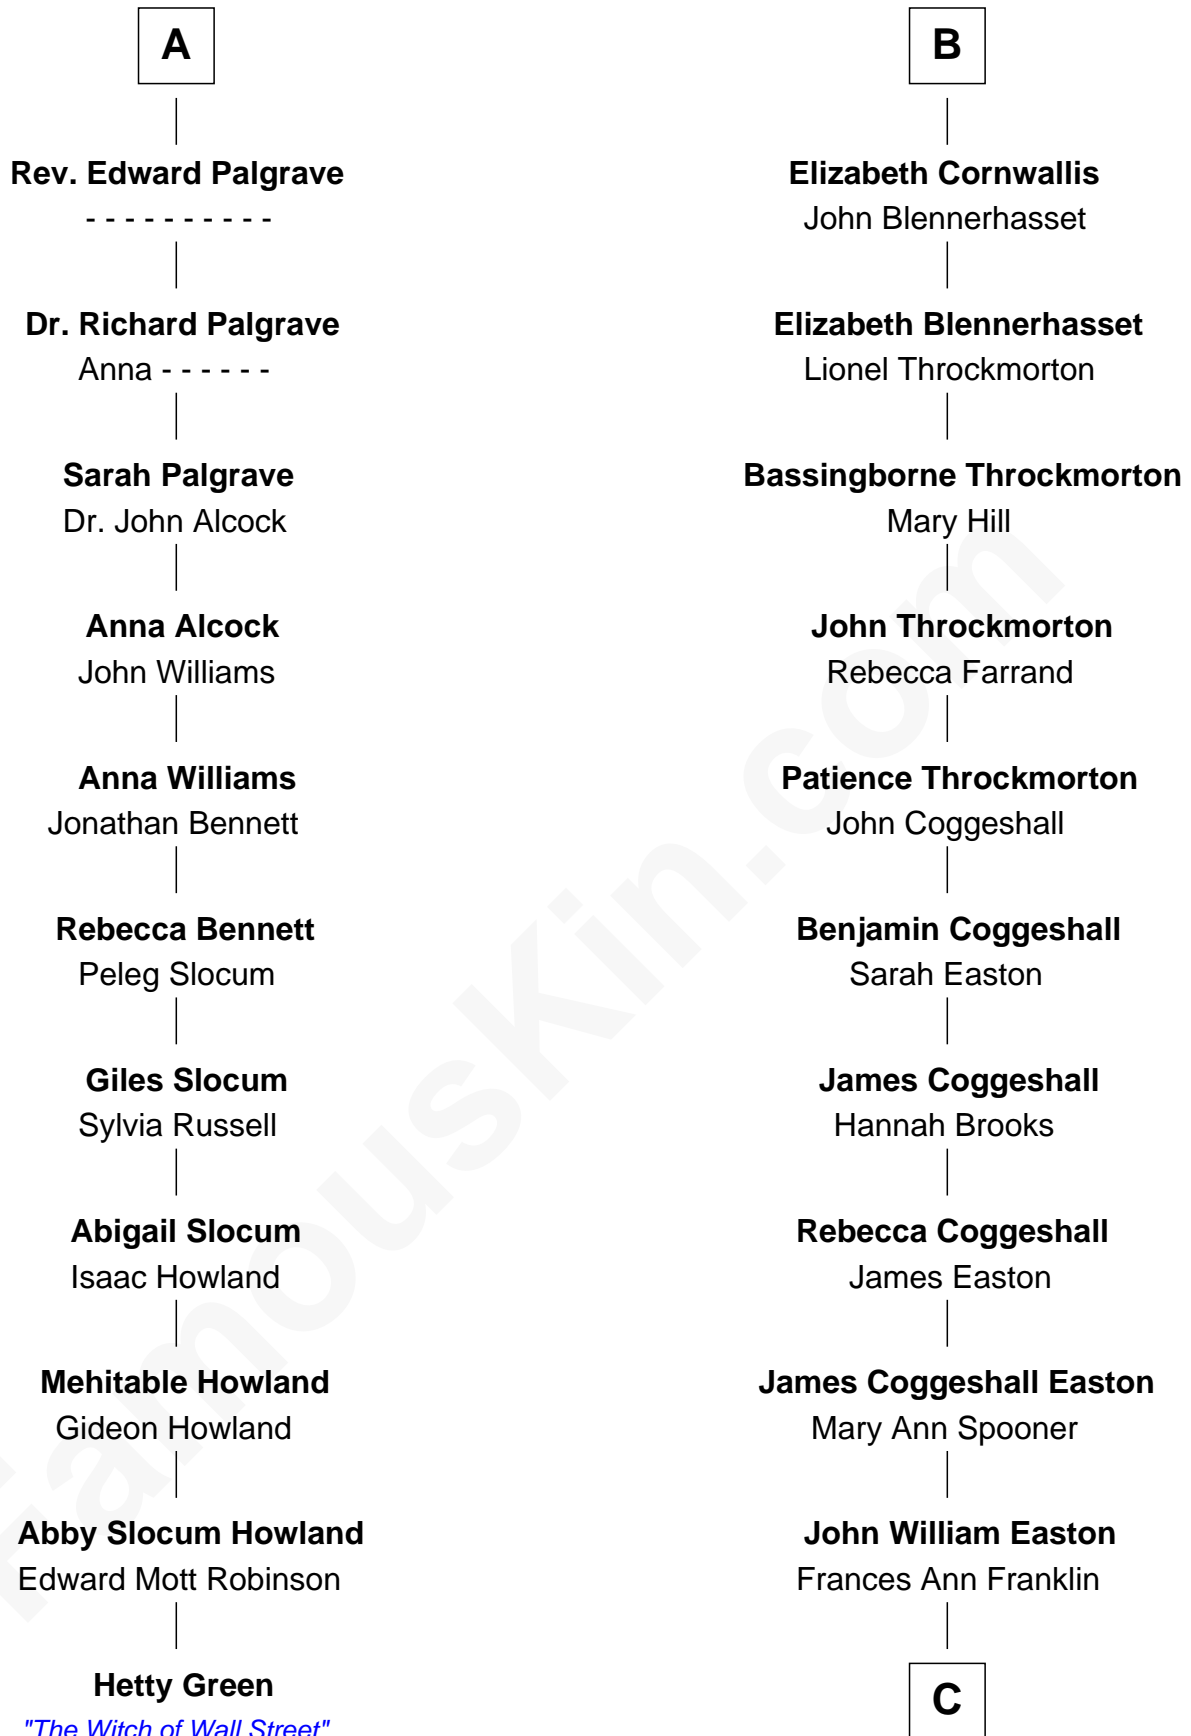 A
Rev. Edward Palgrave
- - - - - - - - - -
Dr. Richard Palgrave
Anna - - - - - -
Sarah Palgrave
Dr. John Alcock
Anna Alcock
John Williams
Anna Williams
Jonathan Bennett
Rebecca Bennett
Peleg Slocum
Giles Slocum
Sylvia Russell
Abigail Slocum
Isaac Howland
Mehitable Howland
Gideon Howland
Abby Slocum Howland
Edward Mott Robinson
Hetty Green
"The Witch of Wall Street"
B
Elizabeth Cornwallis
John Blennerhasset
Elizabeth Blennerhasset
Lionel Throckmorton
Bassingborne Throckmorton
Mary Hill
John Throckmorton
Rebecca Farrand
Patience Throckmorton
John Coggeshall
Benjamin Coggeshall
Sarah Easton
James Coggeshall
Hannah Brooks
Rebecca Coggeshall
James Easton
James Coggeshall Easton
Mary Ann Spooner
John William Easton
Frances Ann Franklin
C
FamousKin.com